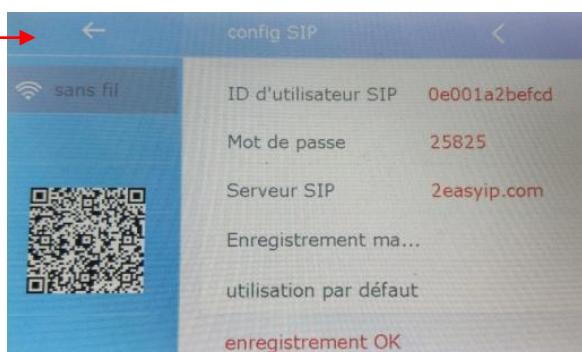 config SIP
sans fil
ID d'utilisateur SIP 0e001a2befcd
Mot de passe 25825
Serveur SIP 2easyip.com
Enregistrement ma...
utilisation par défaut
enregistrement OK